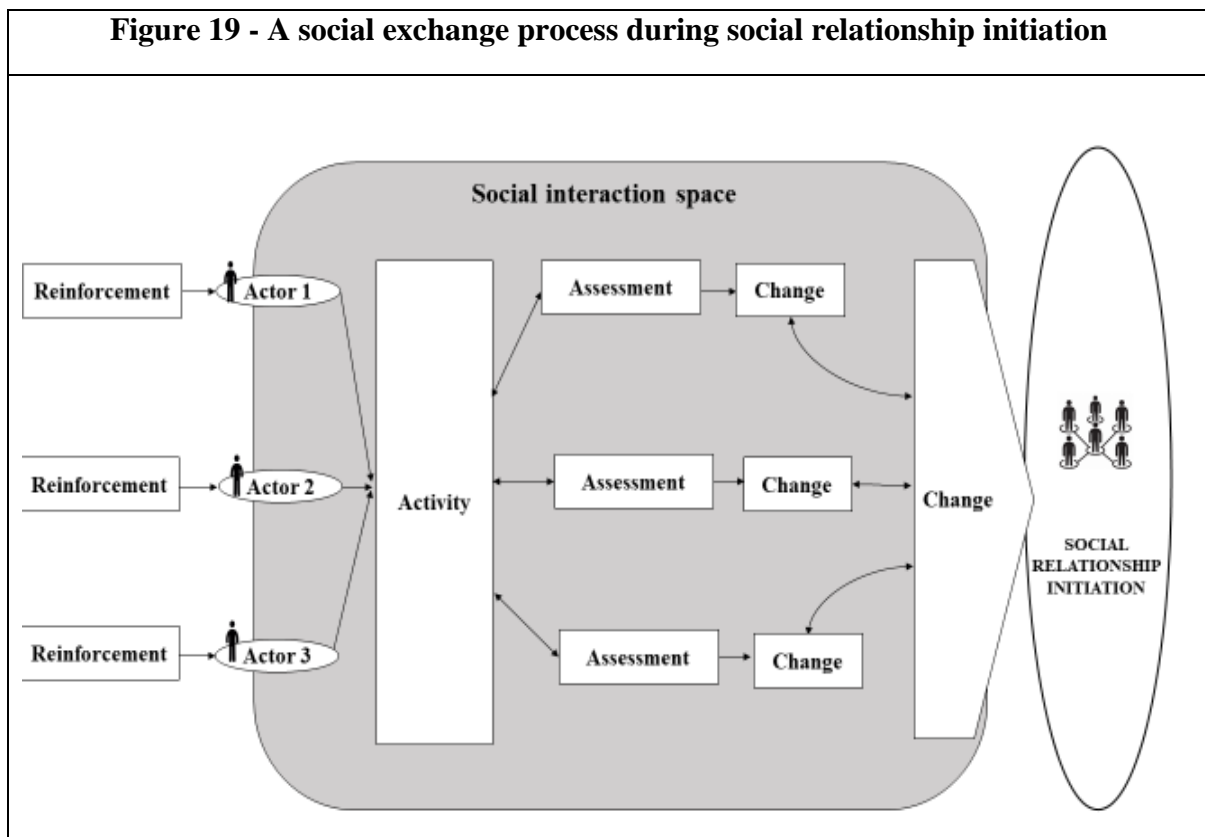 Figure 19 - A social exchange process during social relationship initiation
Social interaction space
Reinforcement
Actor 1
Assessment
Change
Reinforcement
Actor 2
Activity
Assessment
Change
Change
Reinforcement
Actor 3
Assessment
Change
SOCIAL
RELATIONSHIP
INITIATION